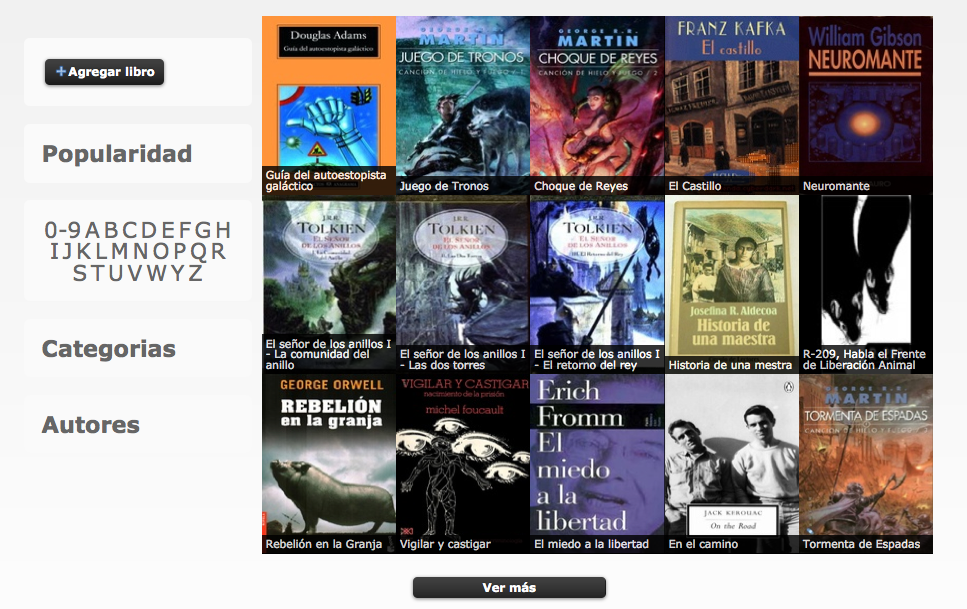 +Agregar libro
Popularidad
0-9 A B C D E F G H
I J K L M N O P Q R
S T U V W Y Z
Categorias
Autores
Douglas Adams
Guía del autoestopista galáctico
Guía del autoestopista
galáctico
GEORGE R.R.
MARTIN
JUEGO DE TRONOS
CANCIÓN DE HIELO Y FUEGO / 1
Juego de Tronos
GEORGE R.R.
MARTIN
CHOQUE DE REYES
CANCIÓN DE HIELO Y FUEGO / 2
Choque de Reyes
FRANZ KAFKA
El castillo
El Castillo
William Gibson
NEUROMANTE
Neuromante
J.R.R.
TOLKIEN
EL SEÑOR
DE LOS ANILLOS
I. La Comunidad
del Anillo
El señor de los anillos I
- La comunidad del
anillo
J.R.R.
TOLKIEN
EL SEÑOR
DE LOS ANILLOS
II. Las Dos Torres
El señor de los anillos I
- Las dos torres
J.R.R.
TOLKIEN
EL SEÑOR
DE LOS ANILLOS
III. El Retorno del Rey
El señor de los anillos I
- El retorno del rey
Josefina R. Aldecoa
Historia de
una maestra
Historia de una mestra
R-209, Habla el Frente
de Liberación Animal
GEORGE ORWELL
REBELIÓN
en la granja
Rebelión en la Granja
VIGILAR Y CASTIGAR
nacimiento de la prisión
michel foucault
Vigilar y castigar
Erich
Fromm
El
miedo
a la
libertad
El miedo a la libertad
JACK KEROUAC
On the Road
En el camino
GEORGE R.R.
MARTIN
TORMENTA DE ESPADAS
CANCIÓN DE HIELO Y FUEGO / 3
Tormenta de Espadas
Ver más